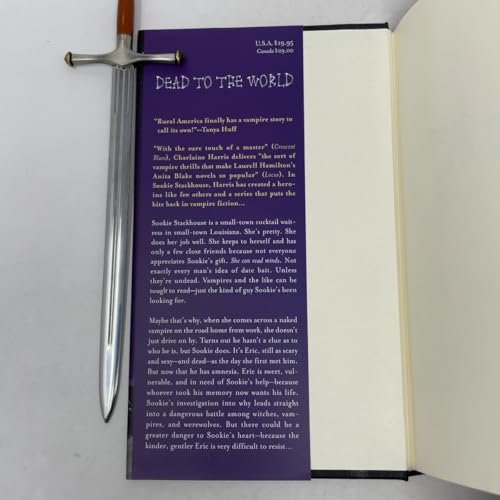 U.S.A. $19.95
Canada $29.00
DEAD TO THE WORLD
"Rural America finally has a vampire story to
call its own!"—Tanya Huff
"With the sure touch of a master" (Crescent
Blues), Charlaine Harris delivers "the sort of
vampire thrills that make Laurell Hamilton's
Anita Blake novels so popular" (Locus). In
Sookie Stackhouse, Harris has created a hero-
ine like few others and a series that puts the
bite back in vampire fiction...
Sookie Stackhouse is a small-town cocktail wait-
ress in small-town Louisiana. She's pretty. She
does her job well. She keeps to herself and has
only a few close friends because not everyone
appreciates Sookie's gift. She can read minds. Not
exactly every man's idea of date bait. Unless
they're undead. Vampires and the like can be
tough to read—just the kind of guy Sookie's been
looking for.
Maybe that's why, when she comes across a naked
vampire on the road home from work, she doesn't
just drive on by. Turns out he hasn't a clue as to
who he is, but Sookie does. It's Eric, still as scary
and sexy—and dead—as the day she first met him.
But now that he has amnesia, Eric is sweet, vul-
nerable, and in need of Sookie's help—because
whoever took his memory now wants his life.
Sookie's investigation into why leads straight
into a dangerous battle among witches, vam-
pires, and werewolves. But there could be a
greater danger to Sookie's heart—because the
kinder, gentler Eric is very difficult to resist...